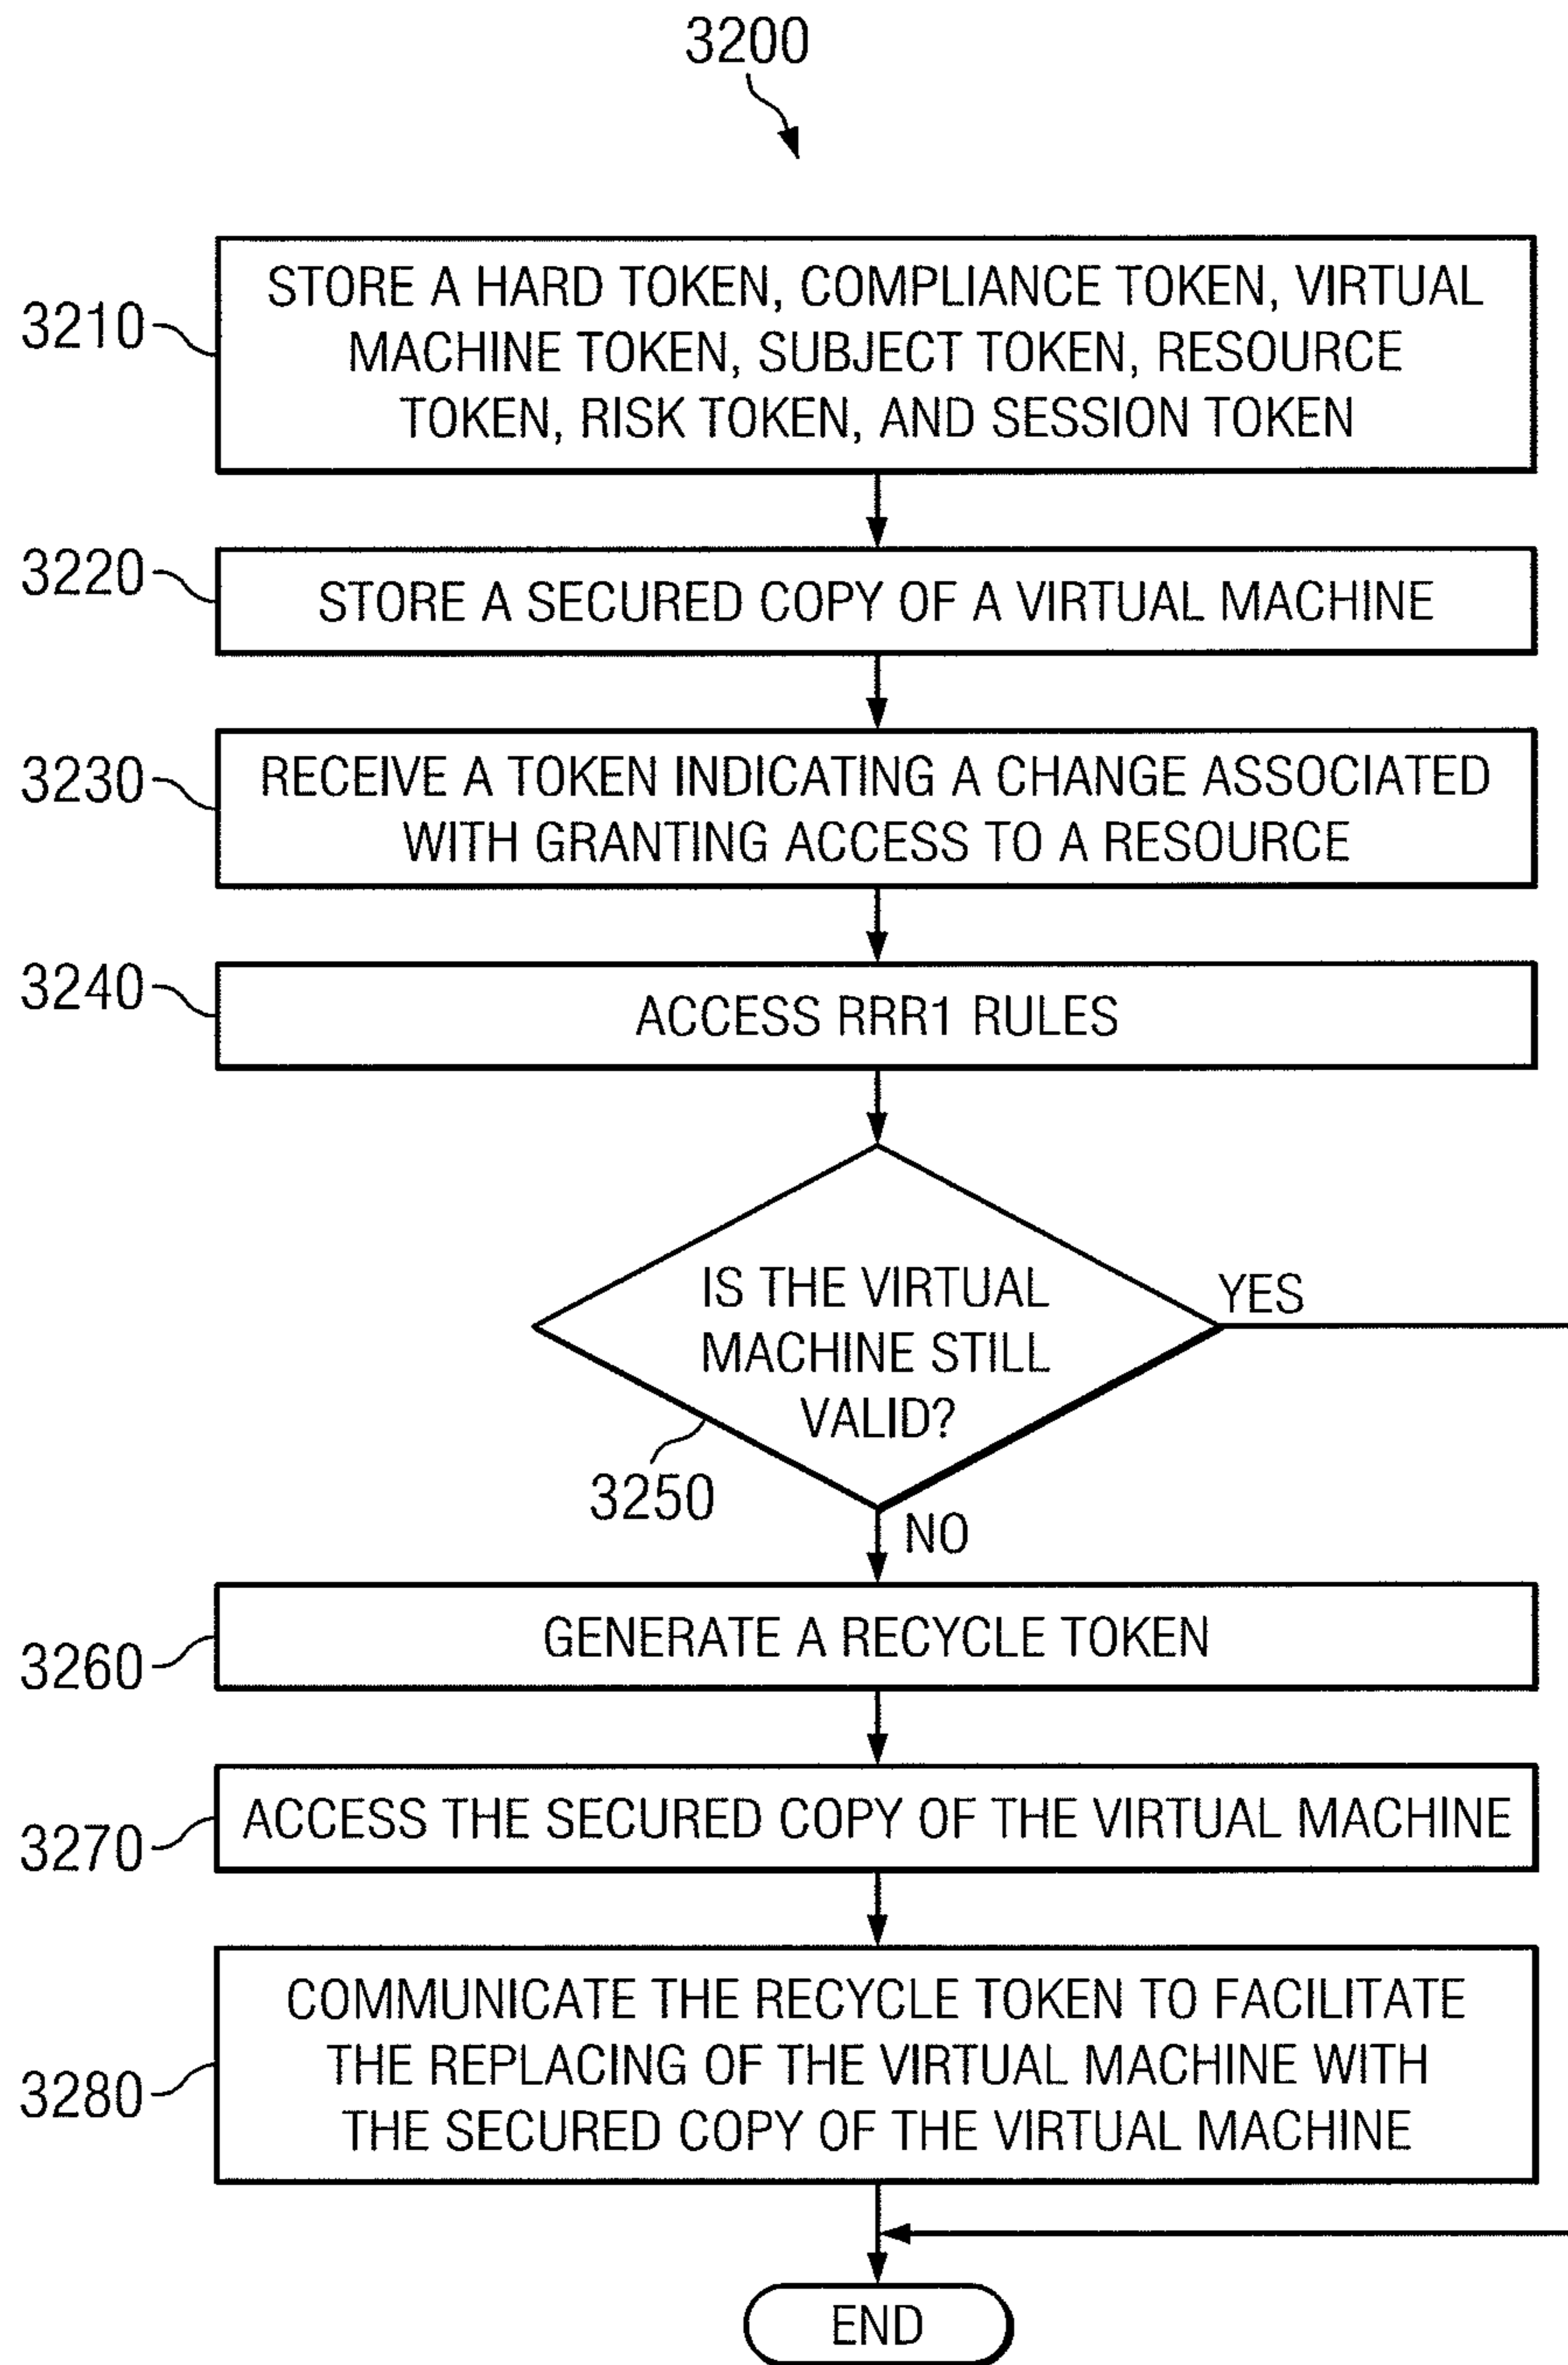 3200
3210
STORE A HARD TOKEN, COMPLIANCE TOKEN, VIRTUAL
MACHINE TOKEN, SUBJECT TOKEN, RESOURCE
TOKEN, RISK TOKEN, AND SESSION TOKEN
3220
STORE A SECURED COPY OF A VIRTUAL MACHINE
3230
RECEIVE A TOKEN INDICATING A CHANGE ASSOCIATED
WITH GRANTING ACCESS TO A RESOURCE
3240
ACCESS RRR1 RULES
IS THE VIRTUAL
MACHINE STILL
VALID?
YES
3250
NO
3260
GENERATE A RECYCLE TOKEN
3270
ACCESS THE SECURED COPY OF THE VIRTUAL MACHINE
3280
COMMUNICATE THE RECYCLE TOKEN TO FACILITATE
THE REPLACING OF THE VIRTUAL MACHINE WITH
THE SECURED COPY OF THE VIRTUAL MACHINE
END